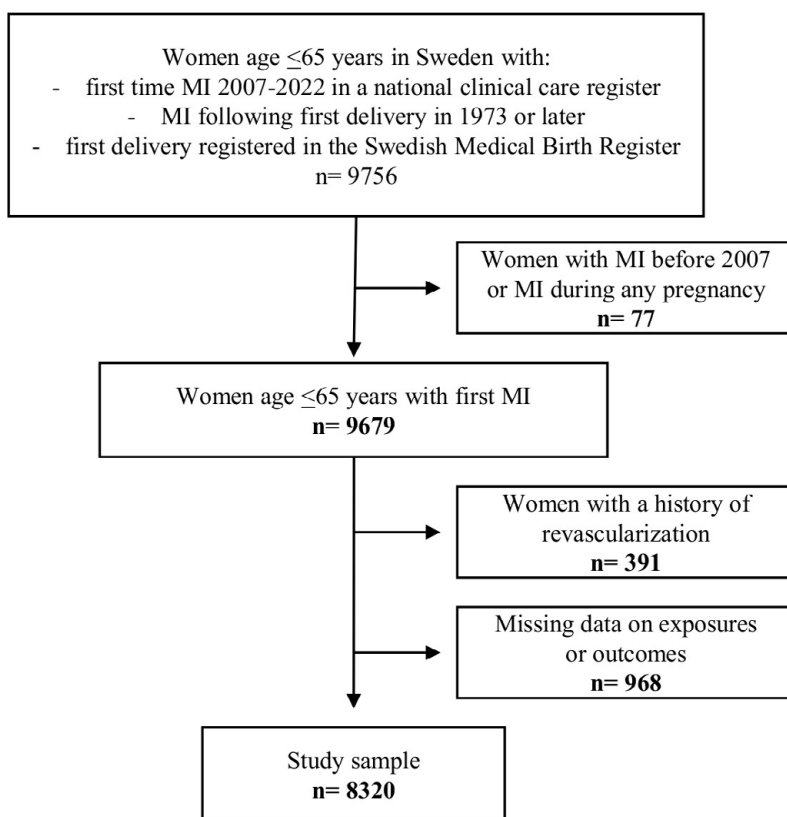 Women age ≤65 years in Sweden with:
- first time MI 2007-2022 in a national clinical care register
- MI following first delivery in 1973 or later
- first delivery registered in the Swedish Medical Birth Register
n= 9756
Women with MI before 2007
or MI during any pregnancy
n= 77
Women age ≤65 years with first MI
n= 9679
Women with a history of
revascularization
n= 391
Missing data on exposures
or outcomes
n= 968
Study sample
n= 8320